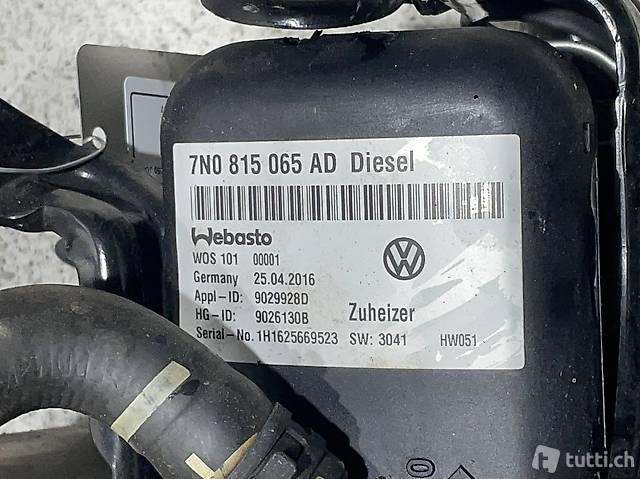 7N0 815 065 AD Diesel
Webasto
WOS 101 00001
Germany 25.04.2016
Appl-ID: 9029928D
HG-ID: 9026130B Zuheizer
Serial-No. 1H1625669523 SW: 3041 HW051
tutti.ch